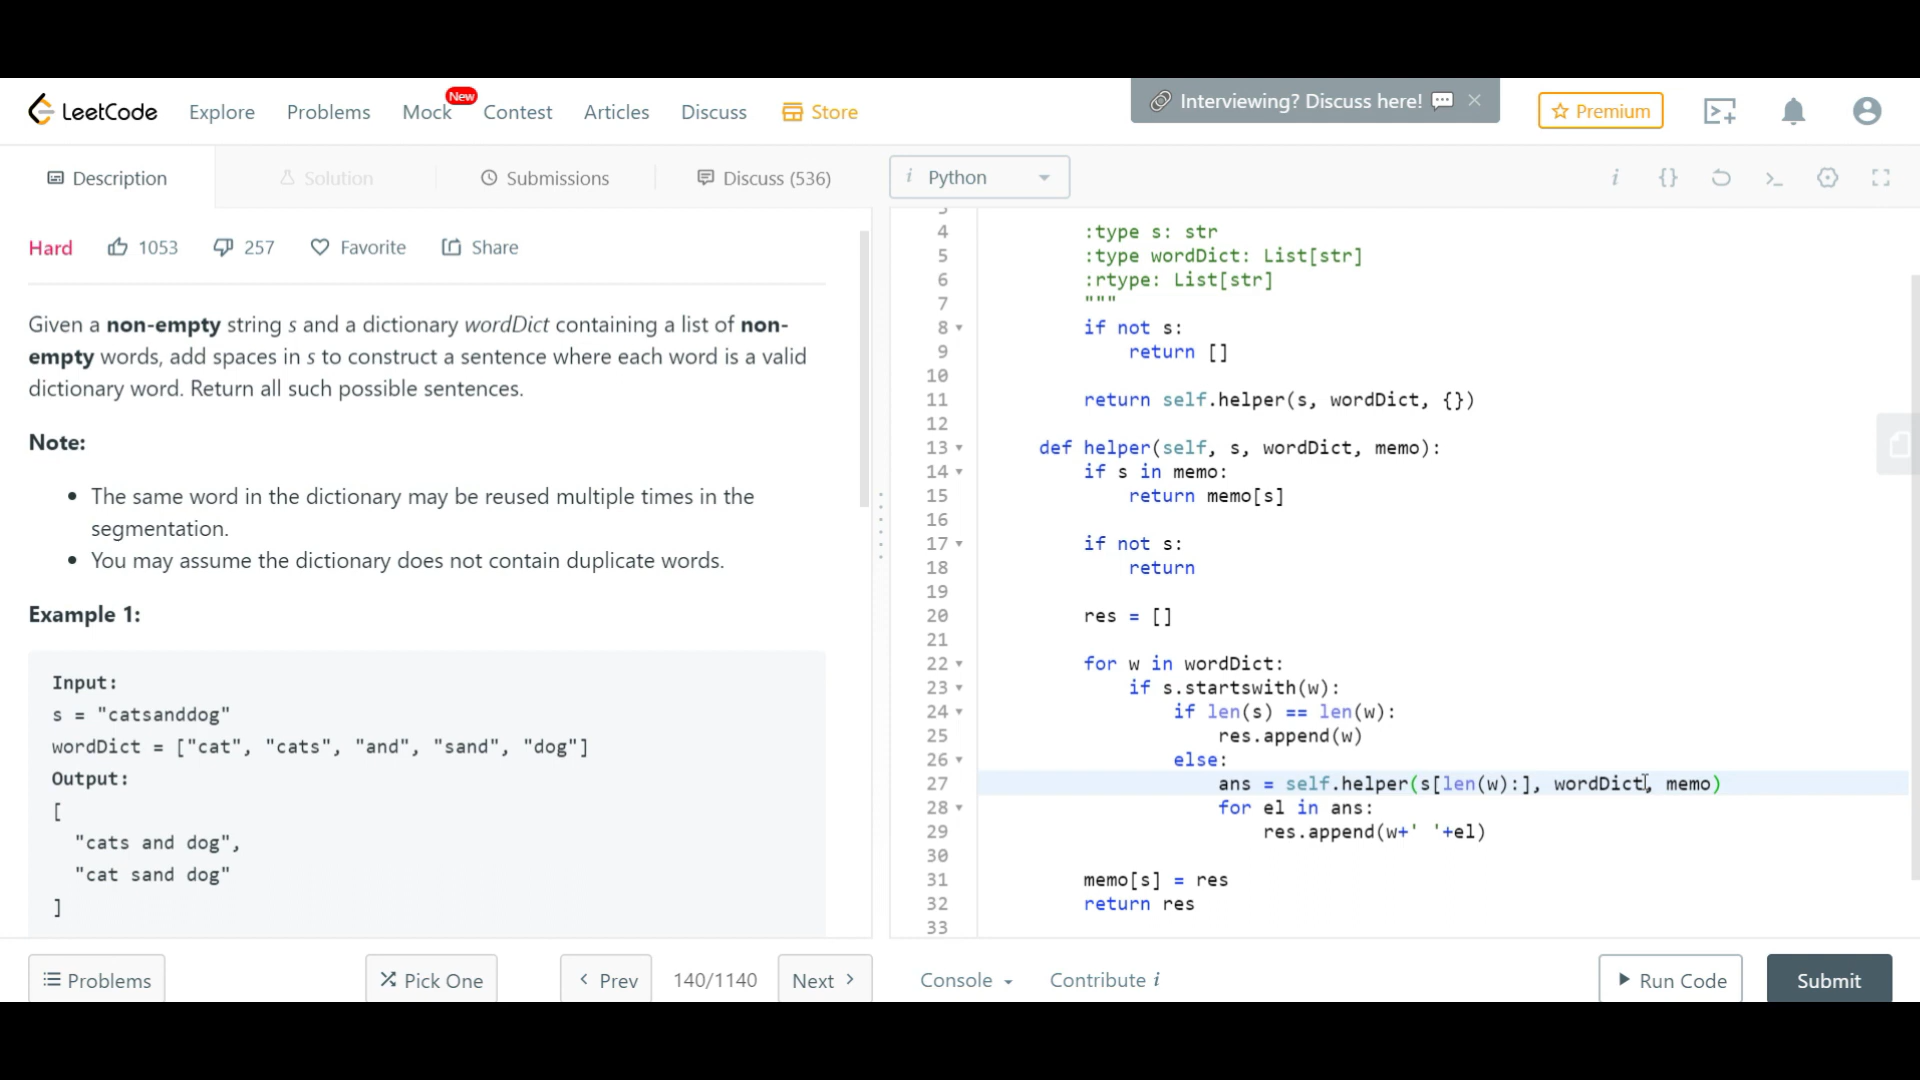 LeetCode Explore Problems Mock New Contest Articles Discuss Store Interviewing? Discuss here! Premium
Description Solution Submissions Discuss (536) i Python
Hard 1053 257 Favorite Share
Given a non-empty string s and a dictionary wordDict containing a list of non-
empty words, add spaces in s to construct a sentence where each word is a valid
dictionary word. Return all such possible sentences.
Note:
The same word in the dictionary may be reused multiple times in the
segmentation.
You may assume the dictionary does not contain duplicate words.
Example 1:
Input:
s = "catsanddog"
wordDict = ["cat", "cats", "and", "sand", "dog"]
Output:
[
"cats and dog",
"cat sand dog"
]
4 :type s: str
5 :type wordDict: List[str]
6 :rtype: List[str]
7 """
8 if not s:
9 return []
10
11 return self.helper(s, wordDict, {})
12
13 def helper(self, s, wordDict, memo):
14 if s in memo:
15 return memo[s]
16
17 if not s:
18 return
19
20 res = []
21
22 for w in wordDict:
23 if s.startswith(w):
24 if len(s) == len(w):
25 res.append(w)
26 else:
27 ans = self.helper(s[len(w):], wordDict, memo)
28 for el in ans:
29 res.append(w+' '+el)
30
31 memo[s] = res
32 return res
33
Problems Pick One Prev 140/1140 Next Console Contribute i Run Code Submit